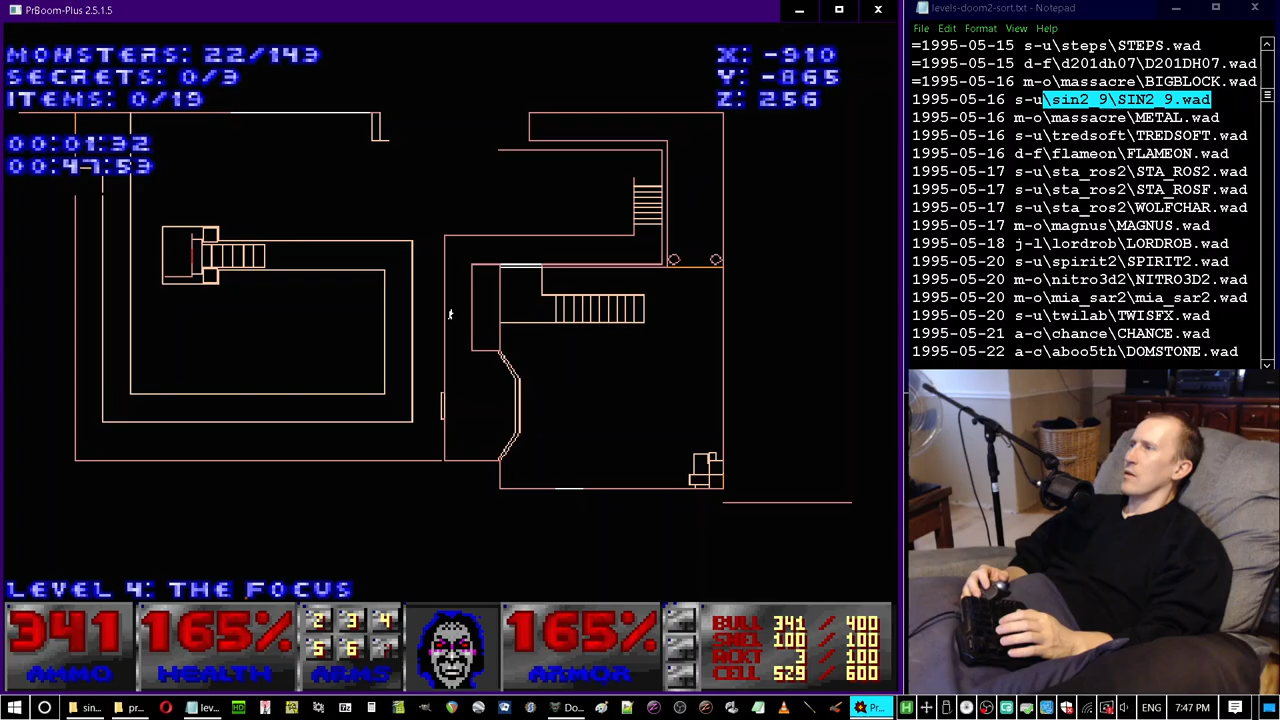 PrBoom-Plus 2.5.1.5
MONSTERS: 22/143
SECRETS: 0/3
ITEMS: 0/19
00:01:32
00:47:53
X: -910
Y: -865
Z: 256
LEVEL 4: THE FOCUS
341
AMMO
165%
HEALTH
2 3 4
5 6 7
ARMS
165%
ARMOR
BULL 341 / 400
SHEL 100 / 100
RCKT 3 / 100
CELL 529 / 600
levels-doom2-sort.txt - Notepad
File Edit Format View Help
=1995-05-15 s-u\steps\STEPS.wad
=1995-05-15 d-f\d201dh07\D201DH07.wad
=1995-05-16 m-o\massacre\BIGBLOCK.wad
1995-05-16 s-u\sin2_9\SIN2_9.wad
1995-05-16 m-o\massacre\METAL.wad
1995-05-16 s-u\tredsoft\TREDSOFT.wad
1995-05-16 d-f\flameon\FLAMEON.wad
1995-05-17 s-u\sta_ros2\STA_ROS2.wad
1995-05-17 s-u\sta_ros2\STA_ROSF.wad
1995-05-17 s-u\sta_ros2\WOLFCHAR.wad
1995-05-17 m-o\magnus\MAGNUS.wad
1995-05-18 j-l\lordrob\LORDROB.wad
1995-05-20 s-u\spirit2\SPIRIT2.wad
1995-05-20 m-o\nitro3d2\NITRO3D2.wad
1995-05-20 m-o\mia_sar2\mia_sar2.wad
1995-05-20 s-u\twilab\TWISFX.wad
1995-05-21 a-c\chance\CHANCE.wad
1995-05-22 a-c\aboo5th\DOMSTONE.wad
sin...
pr...
lev...
Do...
Pr...
ENG
7:47 PM